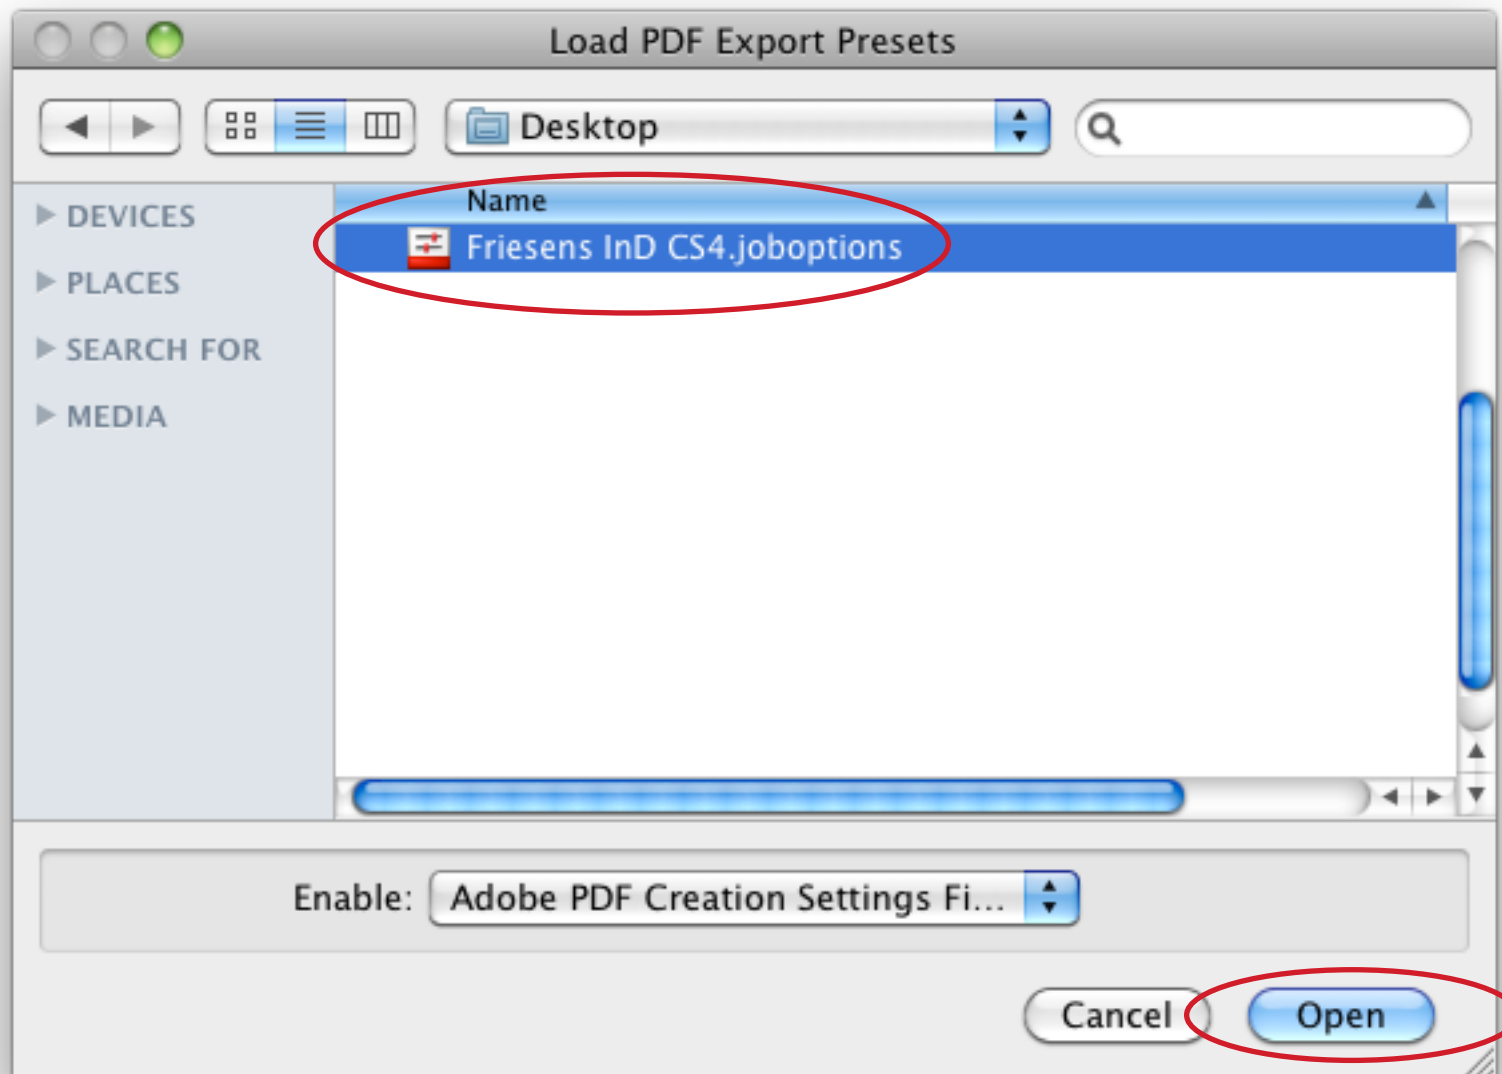 Load PDF Export Presets
Desktop
DEVICES
PLACES
SEARCH FOR
MEDIA
Name
Friesens InD CS4.joboptions
Enable: Adobe PDF Creation Settings Fi...
Cancel Open